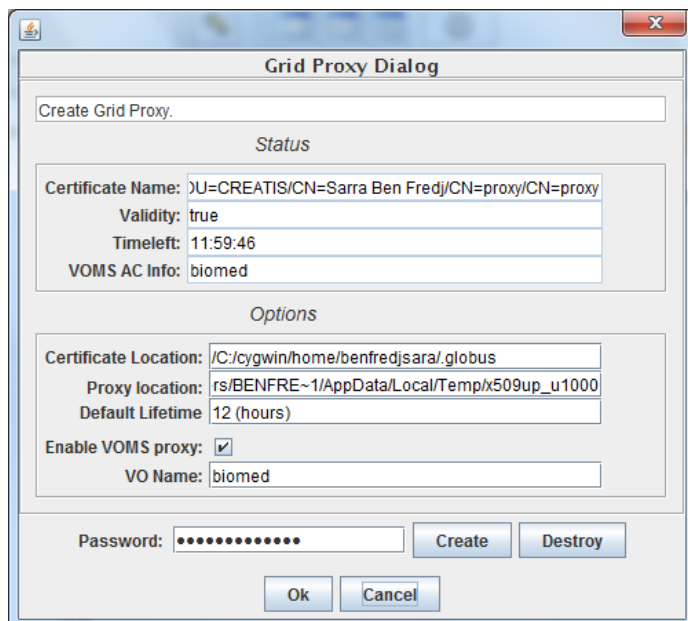 Grid Proxy Dialog
Create Grid Proxy.
Status
Certificate Name: OU=CREATIS/CN=Sarra Ben Fredj/CN=proxy/CN=proxy
Validity: true
Timeleft: 11:59:46
VOMS AC Info: biomed
Options
Certificate Location: /C:/cygwin/home/benfredjsara/.globus
Proxy location: rs/BENFRE~1/AppData/Local/Temp/x509up_u1000
Default Lifetime 12 (hours)
Enable VOMS proxy:
VO Name: biomed
Password: ••••••••••••• Create Destroy
Ok Cancel